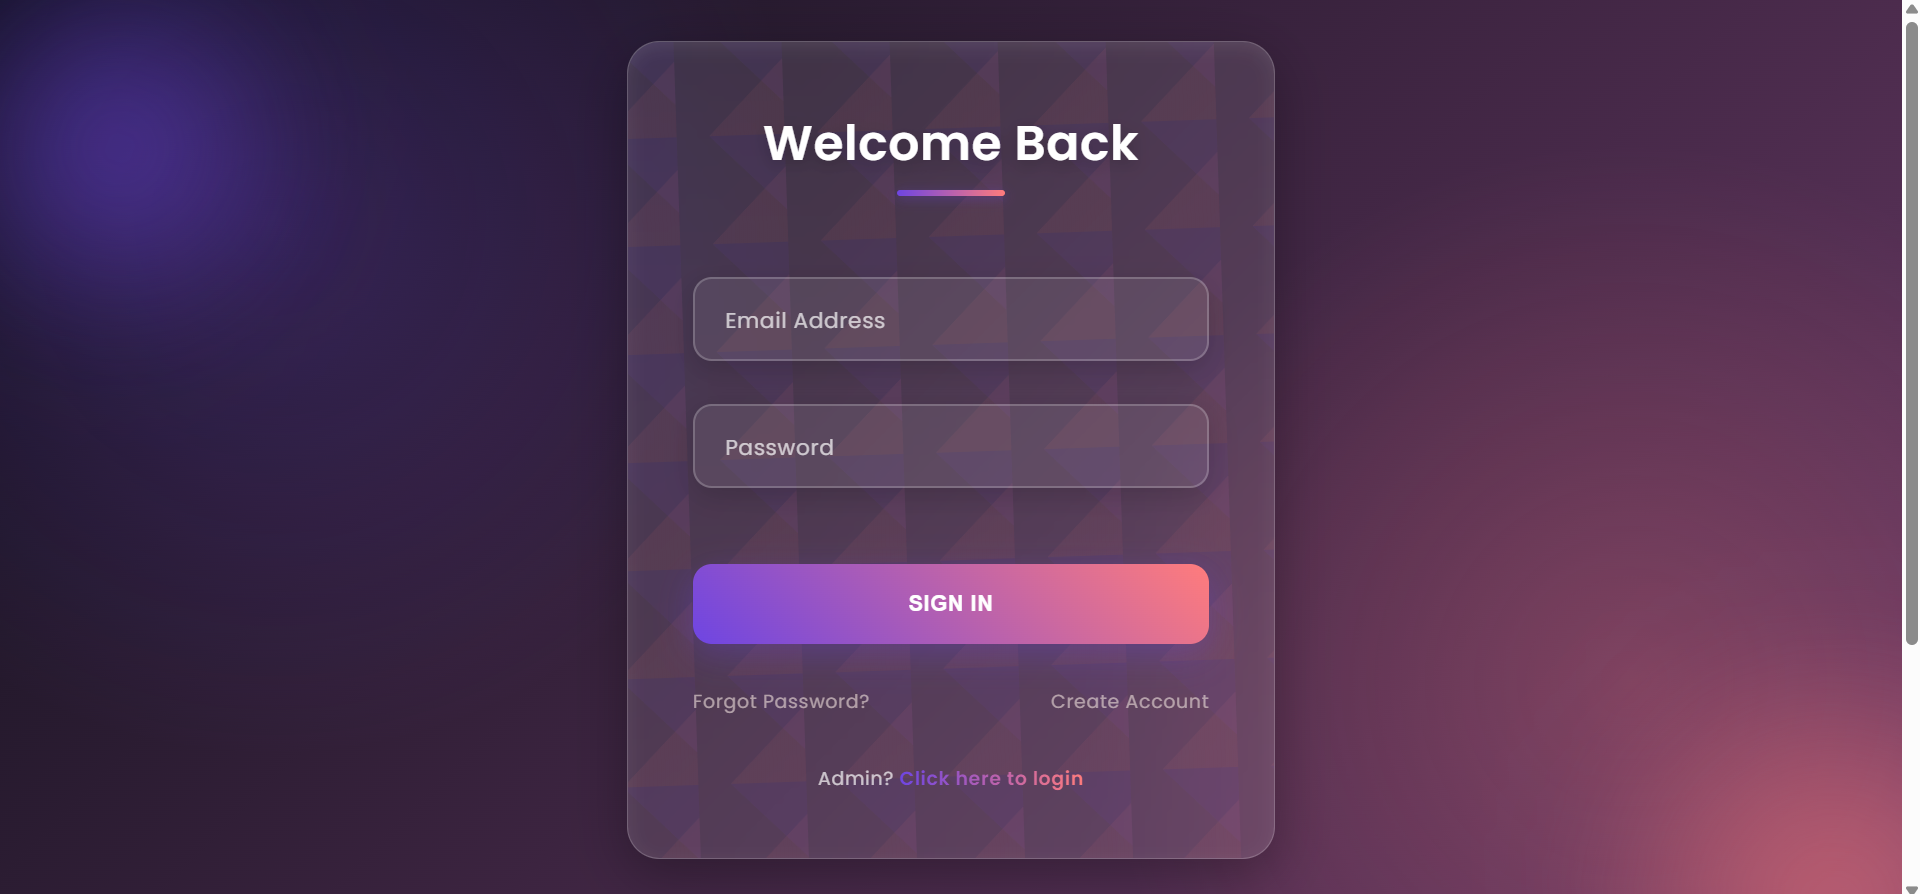 Welcome Back
Email Address
Password
SIGN IN
Forgot Password? Create Account
Admin? Click here to login